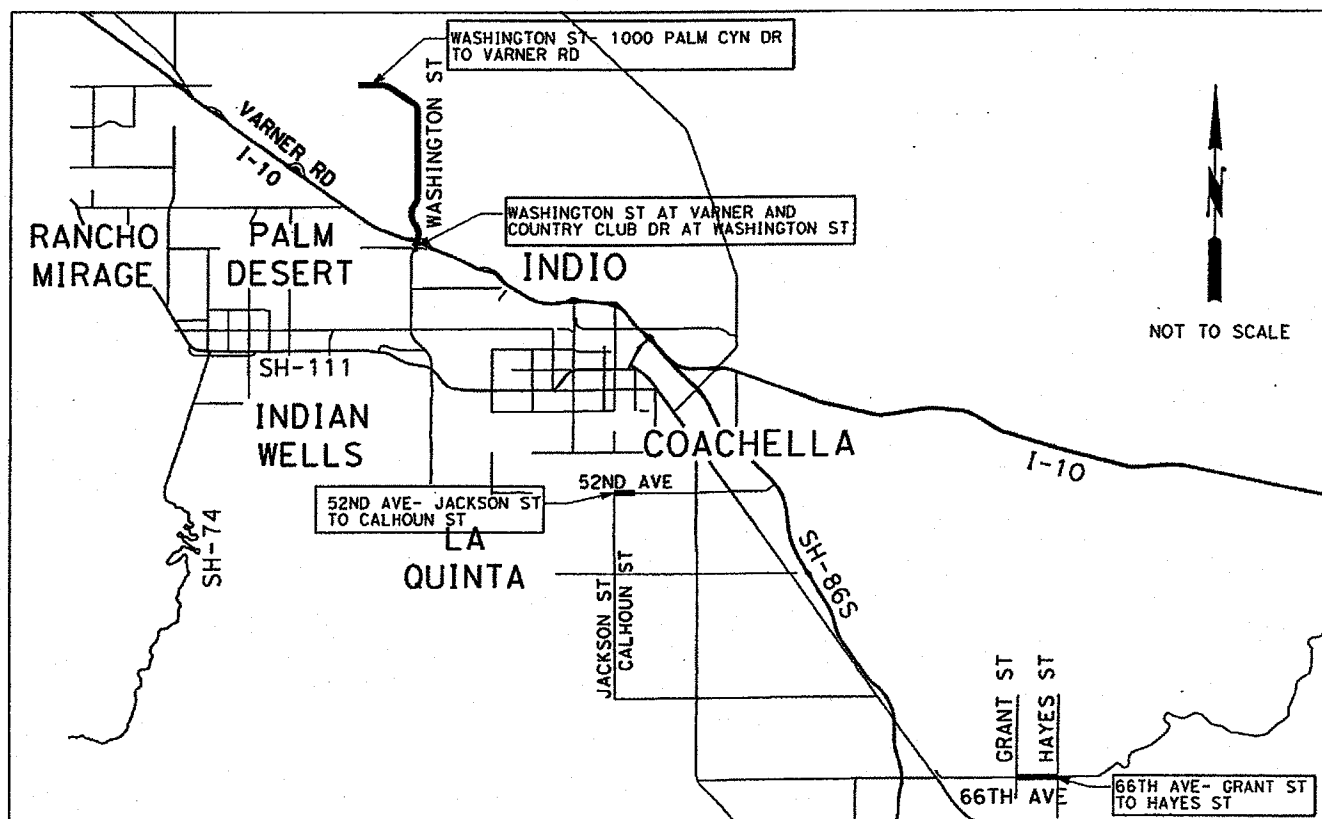 WASHINGTON ST- 1000 PALM CYN DR
TO VARNER RD
WASHINGTON ST
VARNER RD
I-10
N
NOT TO SCALE
WASHINGTON ST AT VARNER AND
COUNTRY CLUB DR AT WASHINGTON ST
RANCHO
MIRAGE
PALM
DESERT
INDIO
SH-111
INDIAN
WELLS
COACHELLA
I-10
52ND AVE
52ND AVE- JACKSON ST
TO CALHOUN ST
LA
QUINTA
SH-74
SH-86S
JACKSON ST
CALHOUN ST
GRANT ST
HAYES ST
66TH AVE
66TH AVE- GRANT ST
TO HAYES ST